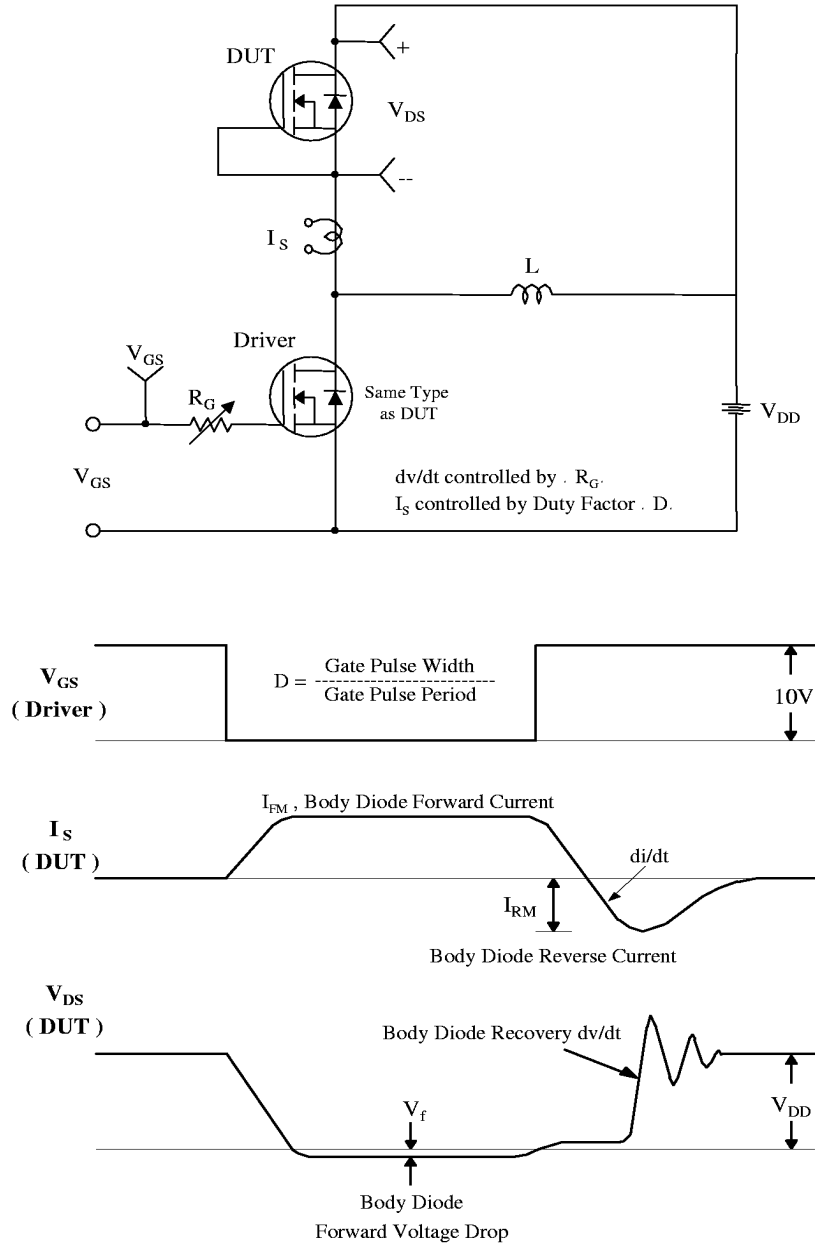 DUT
+
V_DS
--
I_S
L
Driver
V_GS
R_G
Same Type
as DUT
V_DD
V_GS
dv/dt controlled by . R_G.
I_S controlled by Duty Factor . D.
V_GS
( Driver )
D = Gate Pulse Width
--------------------------
Gate Pulse Period
10V
I_FM , Body Diode Forward Current
I_S
( DUT )
di/dt
I_RM
Body Diode Reverse Current
V_DS
( DUT )
Body Diode Recovery dv/dt
V_f
V_DD
Body Diode
Forward Voltage Drop